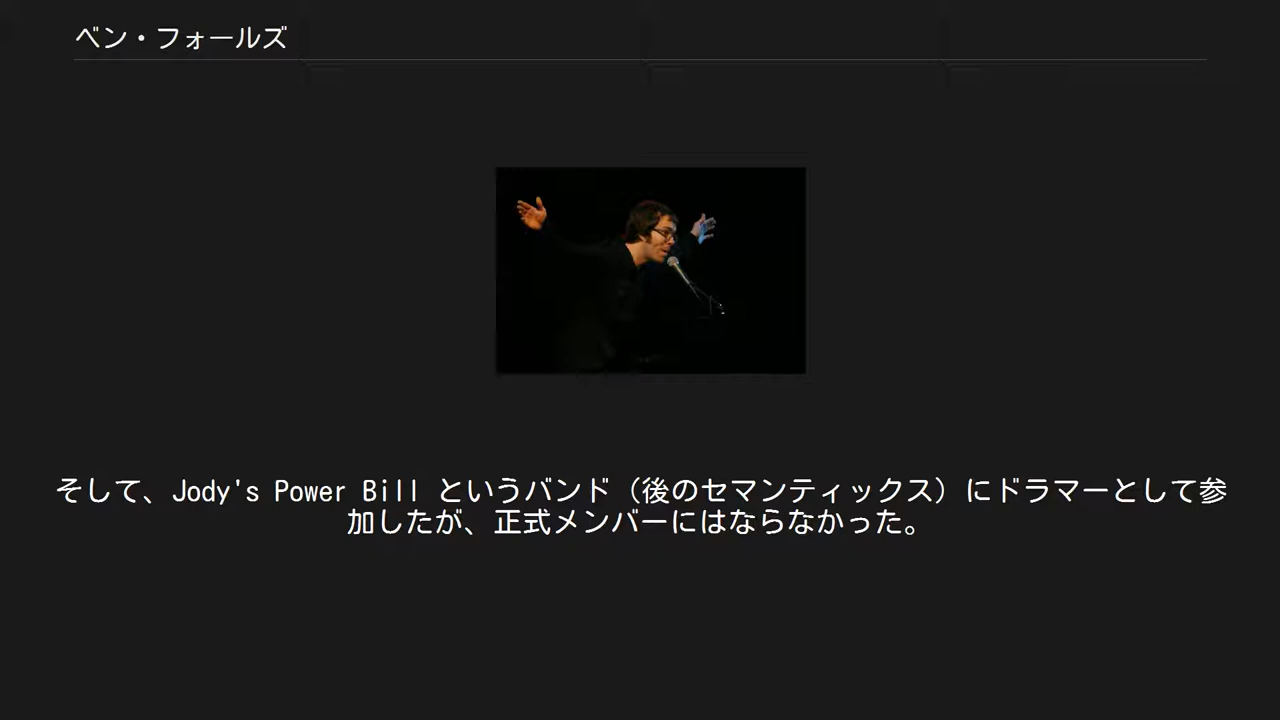 ベン・フォールズ
そして、Jody's Power Bill というバンド（後のセマンティックス）にドラマーとして参
加したが、正式メンバーにはならなかった。